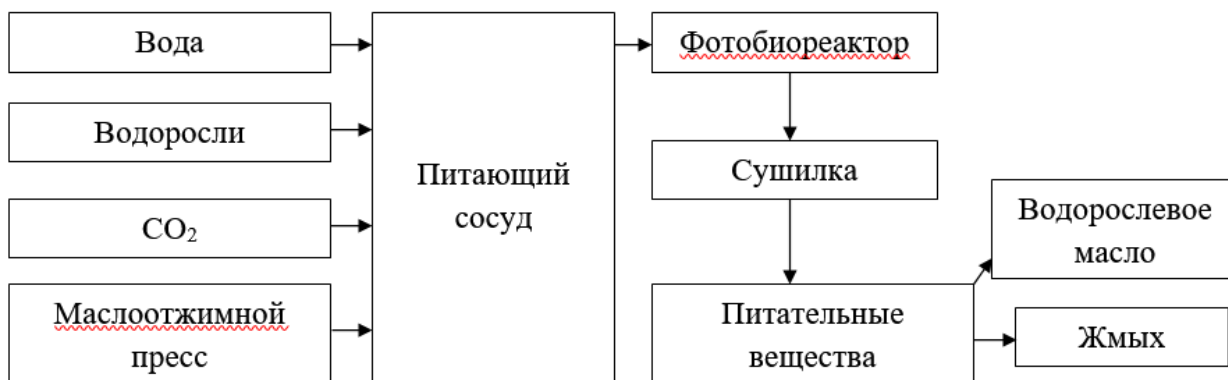 Вода
Водоросли
CO₂
Маслоотжимной
пресс
Питающий
сосуд
Фотобиореактор
Сушилка
Питательные
вещества
Водорослевое
масло
Жмых